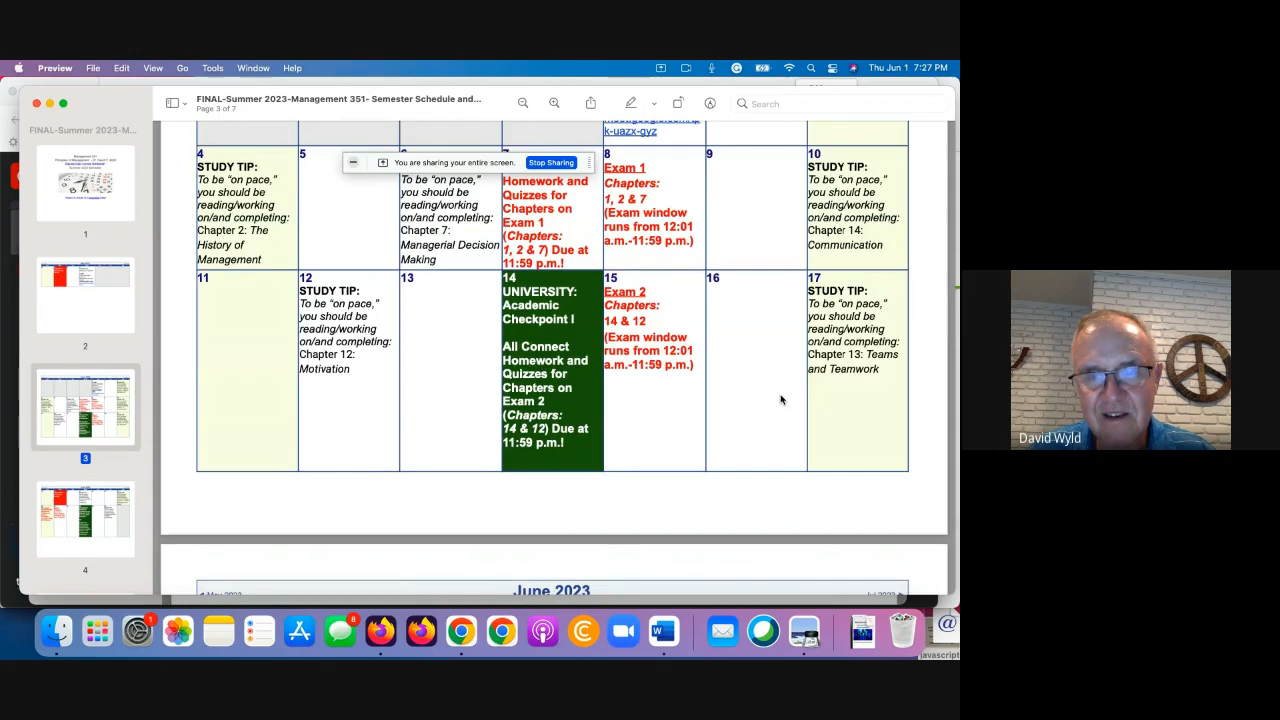 Preview File Edit View Go Tools Window Help Thu Jun 1 7:27 PM
FINAL-Summer 2023-Management 351- Semester Schedule and...
Page 3 of 7
Search
FINAL-Summer 2023-M...
You are sharing your entire screen. Stop Sharing
k-uazx-gyz
4
STUDY TIP:
To be “on pace,”
you should be
reading/working
on/and completing:
Chapter 2: The
History of
Management
5
To be “on pace,”
you should be
reading/working
on/and completing:
Chapter 7:
Managerial Decision
Making
Homework and
Quizzes for
Chapters on
Exam 1
(Chapters:
1, 2 & 7) Due at
11:59 p.m.!
8
Exam 1
Chapters:
1, 2 & 7
(Exam window
runs from 12:01
a.m.-11:59 p.m.)
9
10
STUDY TIP:
To be “on pace,”
you should be
reading/working
on/and completing:
Chapter 14:
Communication
11
12
STUDY TIP:
To be “on pace,”
you should be
reading/working
on/and completing:
Chapter 12:
Motivation
13
14
UNIVERSITY:
Academic
Checkpoint I
All Connect
Homework and
Quizzes for
Chapters on
Exam 2
(Chapters:
14 & 12) Due at
11:59 p.m.!
15
Exam 2
Chapters:
14 & 12
(Exam window
runs from 12:01
a.m.-11:59 p.m.)
16
17
STUDY TIP:
To be “on pace,”
you should be
reading/working
on/and completing:
Chapter 13: Teams
and Teamwork
June 2023
1
2
3
4
David Wyld
1
8
javascript